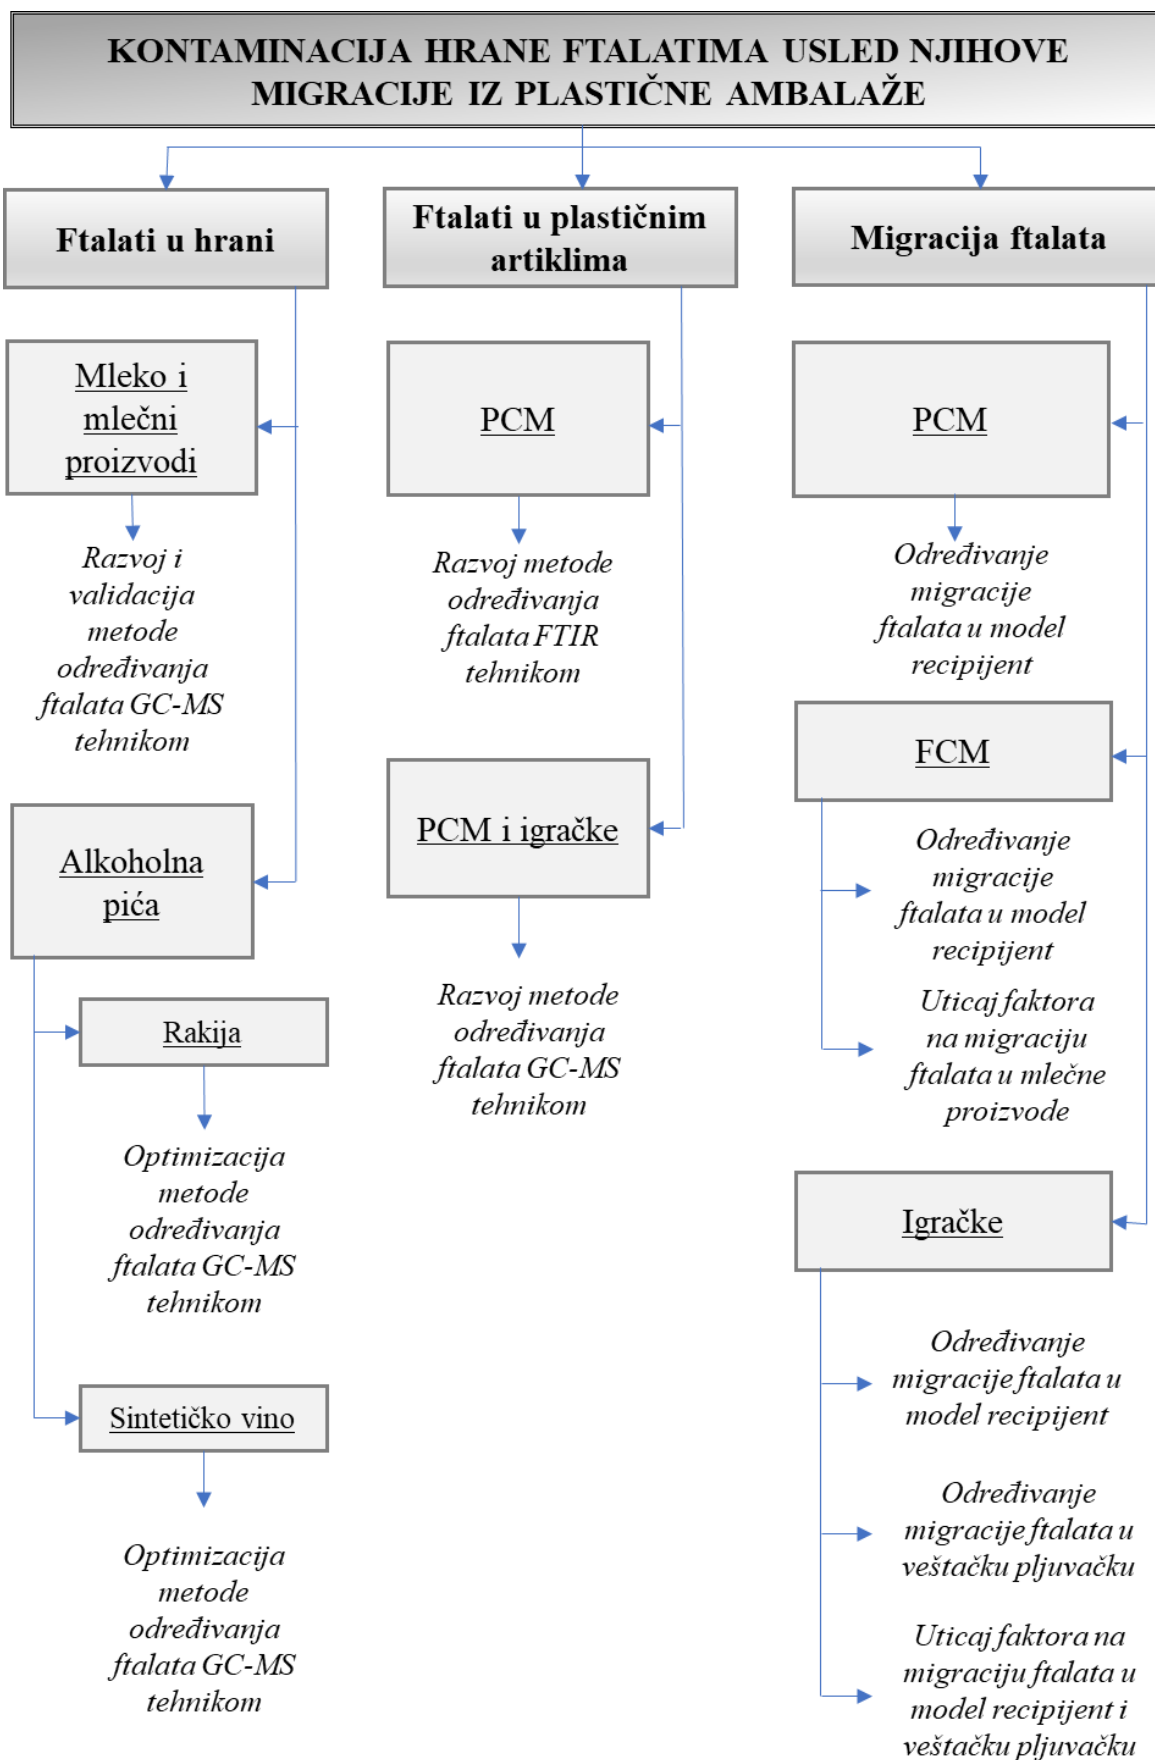 KONTAMINACIJA HRANE FTALATIMA USLED NJIHOVE
MIGRACIJE IZ PLASTIČNE AMBALAŽE
Ftalati u hrani
Mleko i
mlečni
proizvodi
Razvoj i
validacija
metode
određivanja
ftalata GC-MS
tehnikom
Alkoholna
pića
Rakija
Optimizacija
metode
određivanja
ftalata GC-MS
tehnikom
Sintetičko vino
Optimizacija
metode
određivanja
ftalata GC-MS
tehnikom
Ftalati u plastičnim
artiklima
PCM
Razvoj metode
određivanja
ftalata FTIR
tehnikom
PCM i igračke
Razvoj metode
određivanja
ftalata GC-MS
tehnikom
Migracija ftalata
PCM
Određivanje
migracije
ftalata u model
recipijent
FCM
Određivanje
migracije
ftalata u model
recipijent
Uticaj faktora
na migraciju
ftalata u mlečne
proizvode
Igračke
Određivanje
migracije ftalata u
model recipijent
Određivanje
migracije ftalata u
veštačku pljuvačku
Uticaj faktora na
migraciju ftalata u
model recipijent i
veštačku pljuvačku